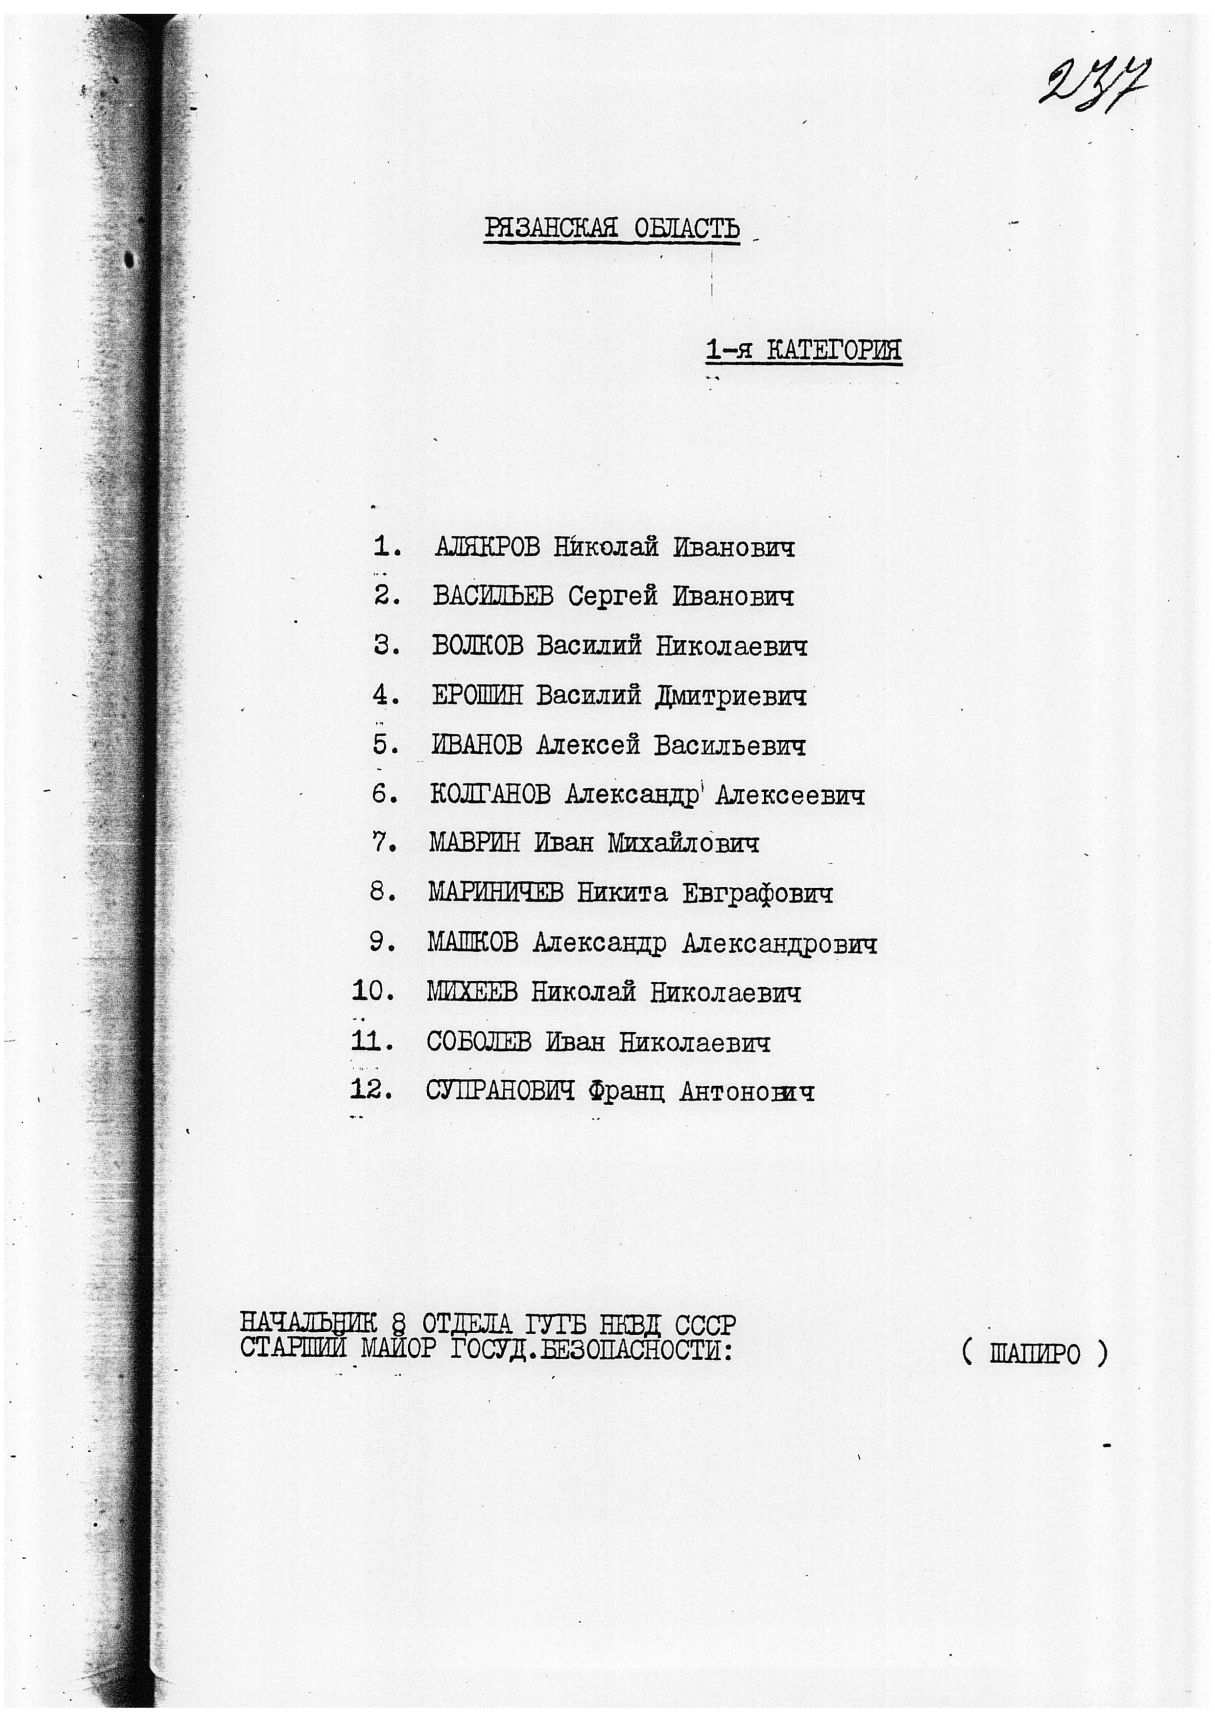 237
РЯЗАНСКАЯ ОБЛАСТЬ
1-я КАТЕГОРИЯ
1. АЛЯКРОВ Николай Иванович
2. ВАСИЛЬЕВ Сергей Иванович
3. ВОЛКОВ Василий Николаевич
4. ЕРОШИН Василий Дмитриевич
5. ИВАНОВ Алексей Васильевич
6. КОЛГАНОВ Александр Алексеевич
7. МАВРИН Иван Михайлович
8. МАРИНИЧЕВ Никита Евграфович
9. МАШКОВ Александр Александрович
10. МИХЕЕВ Николай Николаевич
11. СОБОЛЕВ Иван Николаевич
12. СУПРАНОВИЧ Франц Антонович
НАЧАЛЬНИК 8 ОТДЕЛА ГУГБ НКВД СССР
СТАРШИЙ МАЙОР ГОСУД.БЕЗОПАСНОСТИ: ( ШАПИРО )